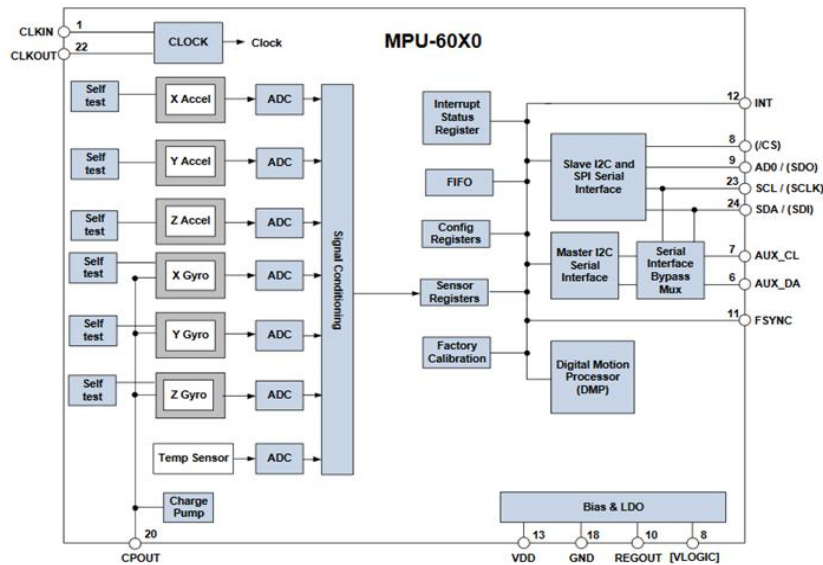 MPU-60X0
CLKIN
1
CLKOUT
22
CLOCK
Clock
Self
test
X Accel
ADC
Self
test
Y Accel
ADC
Self
test
Z Accel
ADC
Self
test
X Gyro
ADC
Self
test
Y Gyro
ADC
Self
test
Z Gyro
ADC
Temp Sensor
ADC
Signal Conditioning
Charge
Pump
20
CPOUT
Interrupt
Status
Register
FIFO
Config
Registers
Sensor
Registers
Factory
Calibration
Slave I2C and
SPI Serial
Interface
Master I2C
Serial
Interface
Serial
Interface
Bypass
Mux
Digital Motion
Processor
(DMP)
12
INT
8
(/CS)
9
AD0 / (SDO)
23
SCL / (SCLK)
24
SDA / (SDI)
7
AUX_CL
6
AUX_DA
11
FSYNC
Bias & LDO
13
VDD
18
GND
10
REGOUT
8
[VLOGIC]